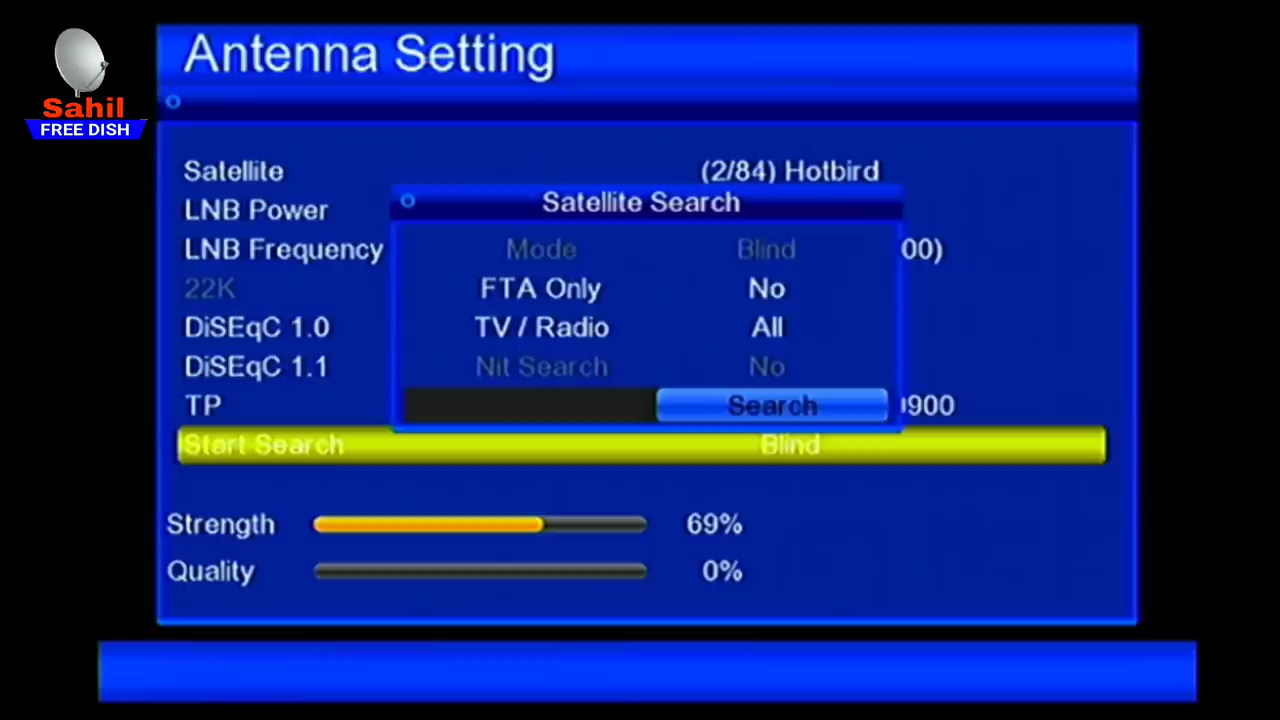 Antenna Setting
Sahil
FREE DISH
Satellite (2/84) Hotbird
LNB Power
Satellite Search
LNB Frequency Mode Blind 00)
22K FTA Only No
DiSEqC 1.0 TV / Radio All
DiSEqC 1.1 Nit Search No
TP Search 900
Start Search Blind
Strength 69%
Quality 0%